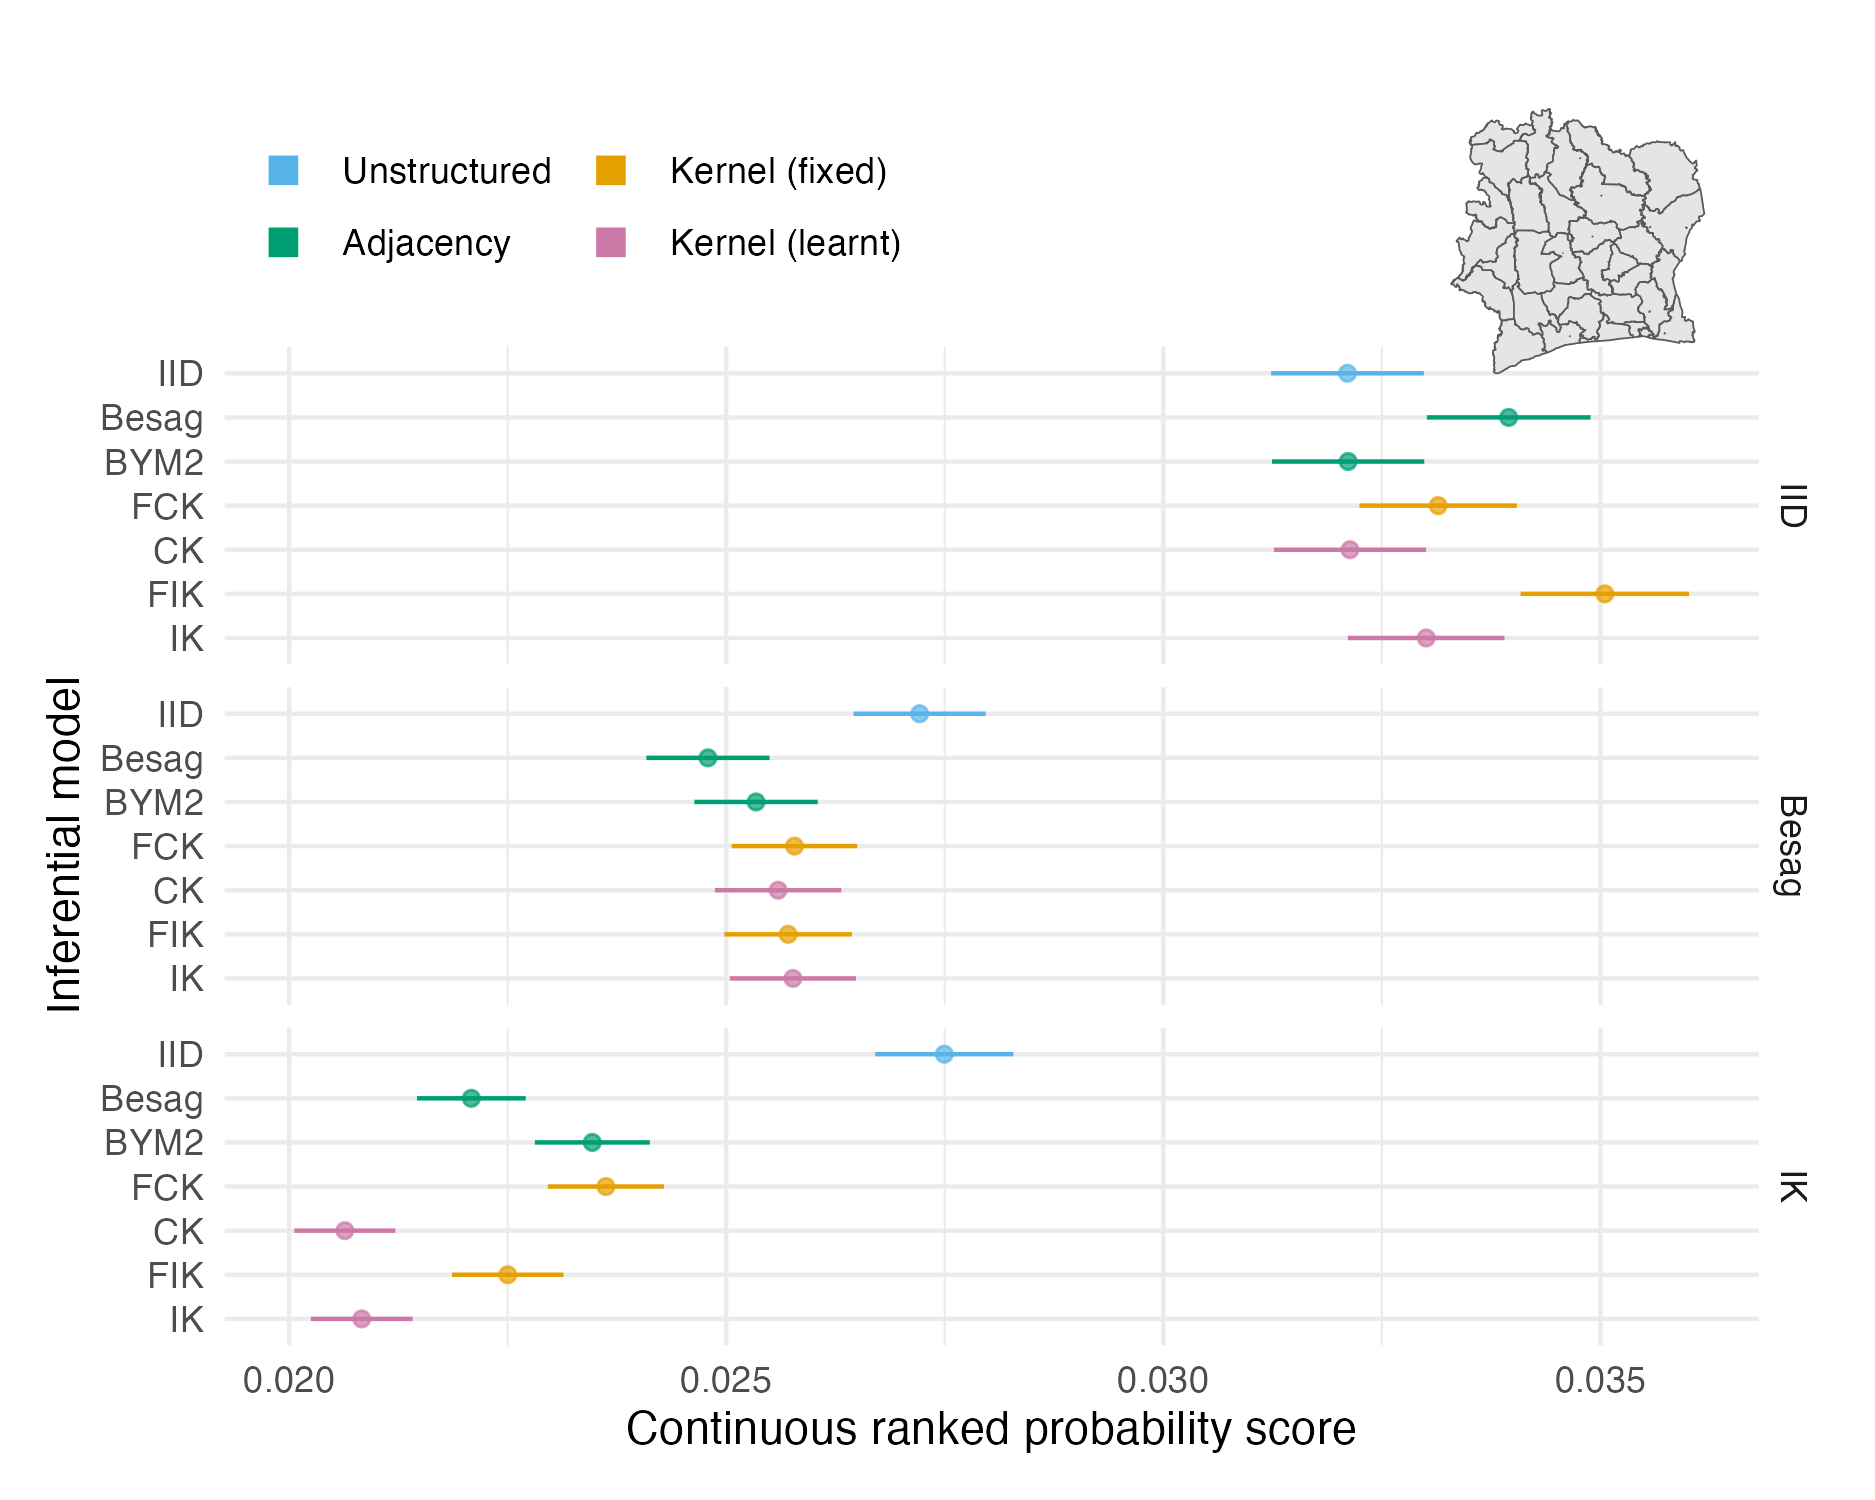 Unstructured
Kernel (fixed)
Adjacency
Kernel (learnt)
IID
Besag
BYM2
FCK
CK
FIK
IK
IID
IID
Besag
BYM2
FCK
CK
FIK
IK
Besag
IID
Besag
BYM2
FCK
CK
FIK
IK
IK
Inferential model
0.020
0.025
0.030
0.035
Continuous ranked probability score